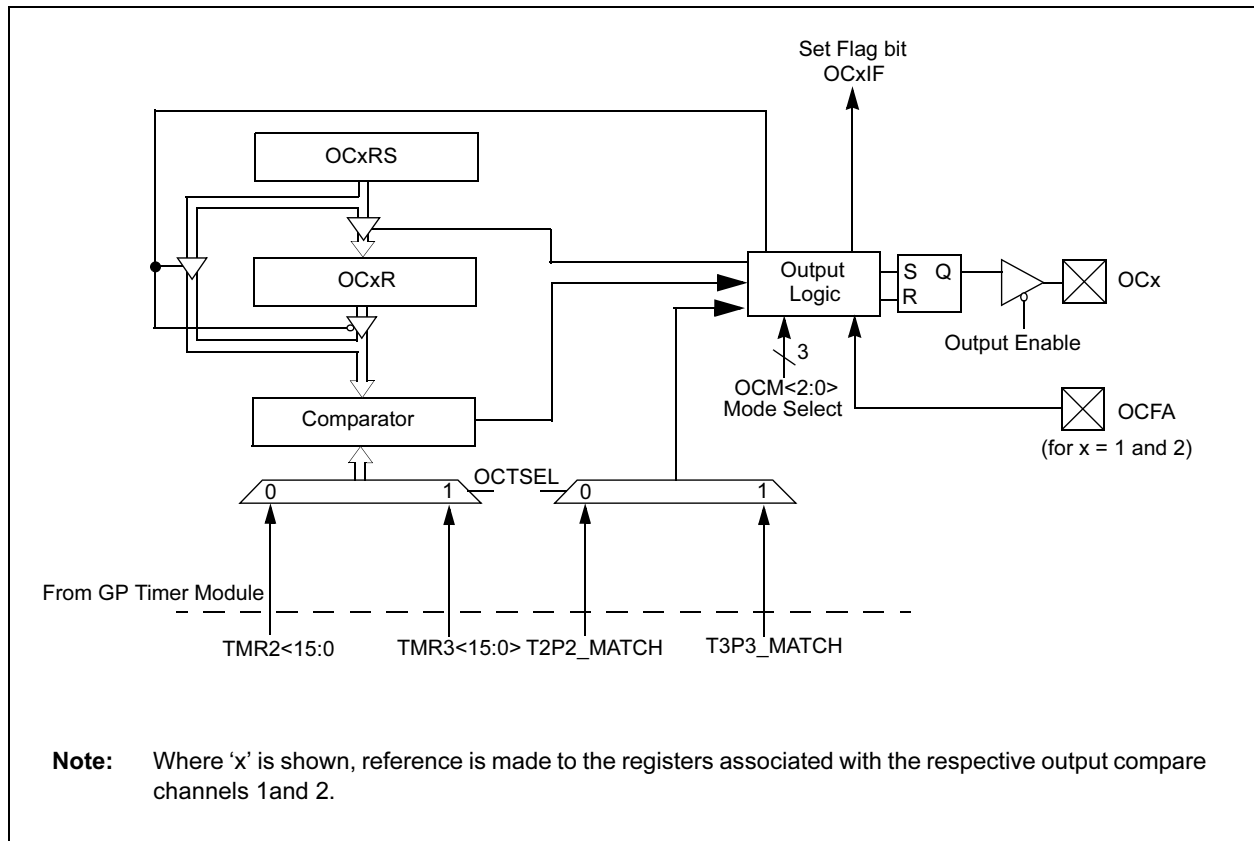 Set Flag bit
OCxIF
OCxRS
OCxR
Output
Logic
S Q
R
OCx
Output Enable
3
OCM<2:0>
Mode Select
OCFA
(for x = 1 and 2)
Comparator
OCTSEL
0 1 0 1
From GP Timer Module
TMR2<15:0 TMR3<15:0> T2P2_MATCH T3P3_MATCH
Note: Where ‘x’ is shown, reference is made to the registers associated with the respective output compare
channels 1and 2.